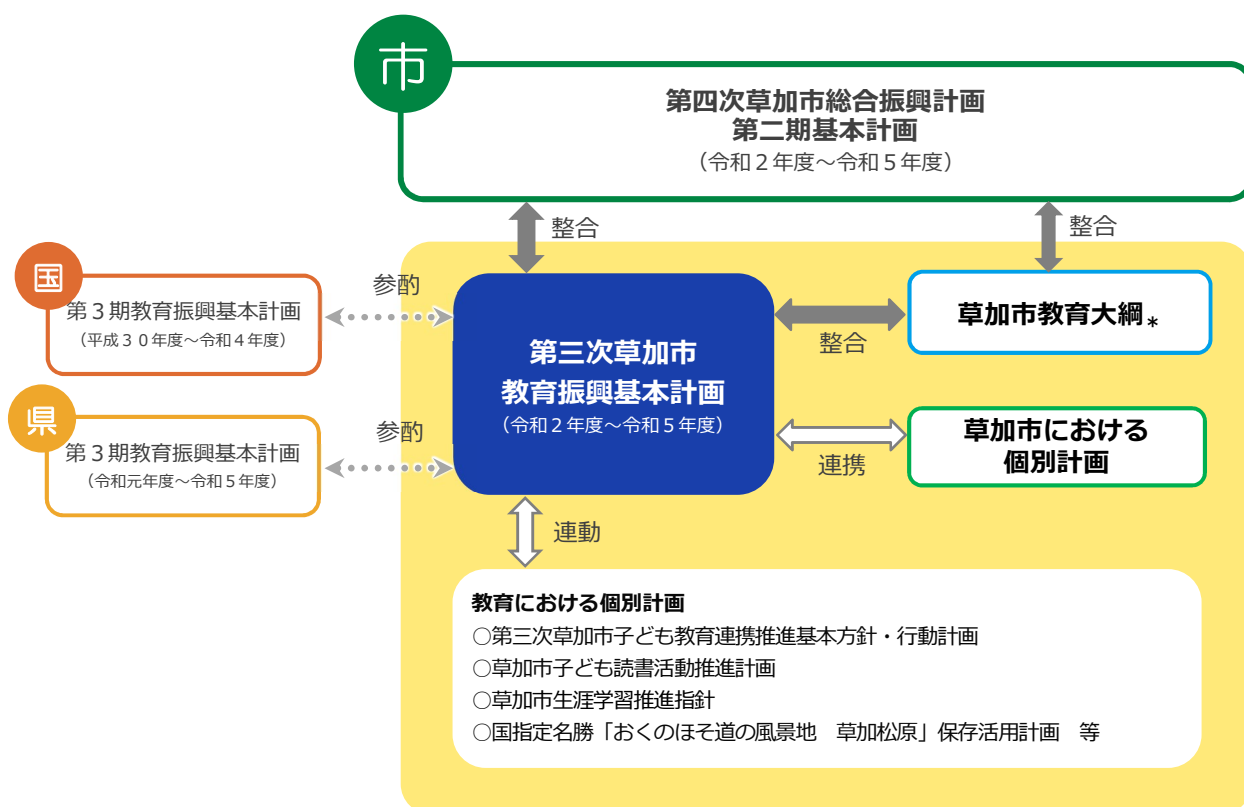 市
第四次草加市総合振興計画
第二期基本計画
（令和２年度～令和５年度）
整合
整合
国
第３期教育振興基本計画
（平成３０年度～令和４年度）
参酌
第三次草加市
教育振興基本計画
（令和２年度～令和５年度）
整合
草加市教育大綱*
県
第３期教育振興基本計画
（令和元年度～令和５年度）
参酌
連携
草加市における
個別計画
連動
教育における個別計画
○第三次草加市子ども教育連携推進基本方針・行動計画
○草加市子ども読書活動推進計画
○草加市生涯学習推進指針
○国指定名勝「おくのほそ道の風景地　草加松原」保存活用計画　等